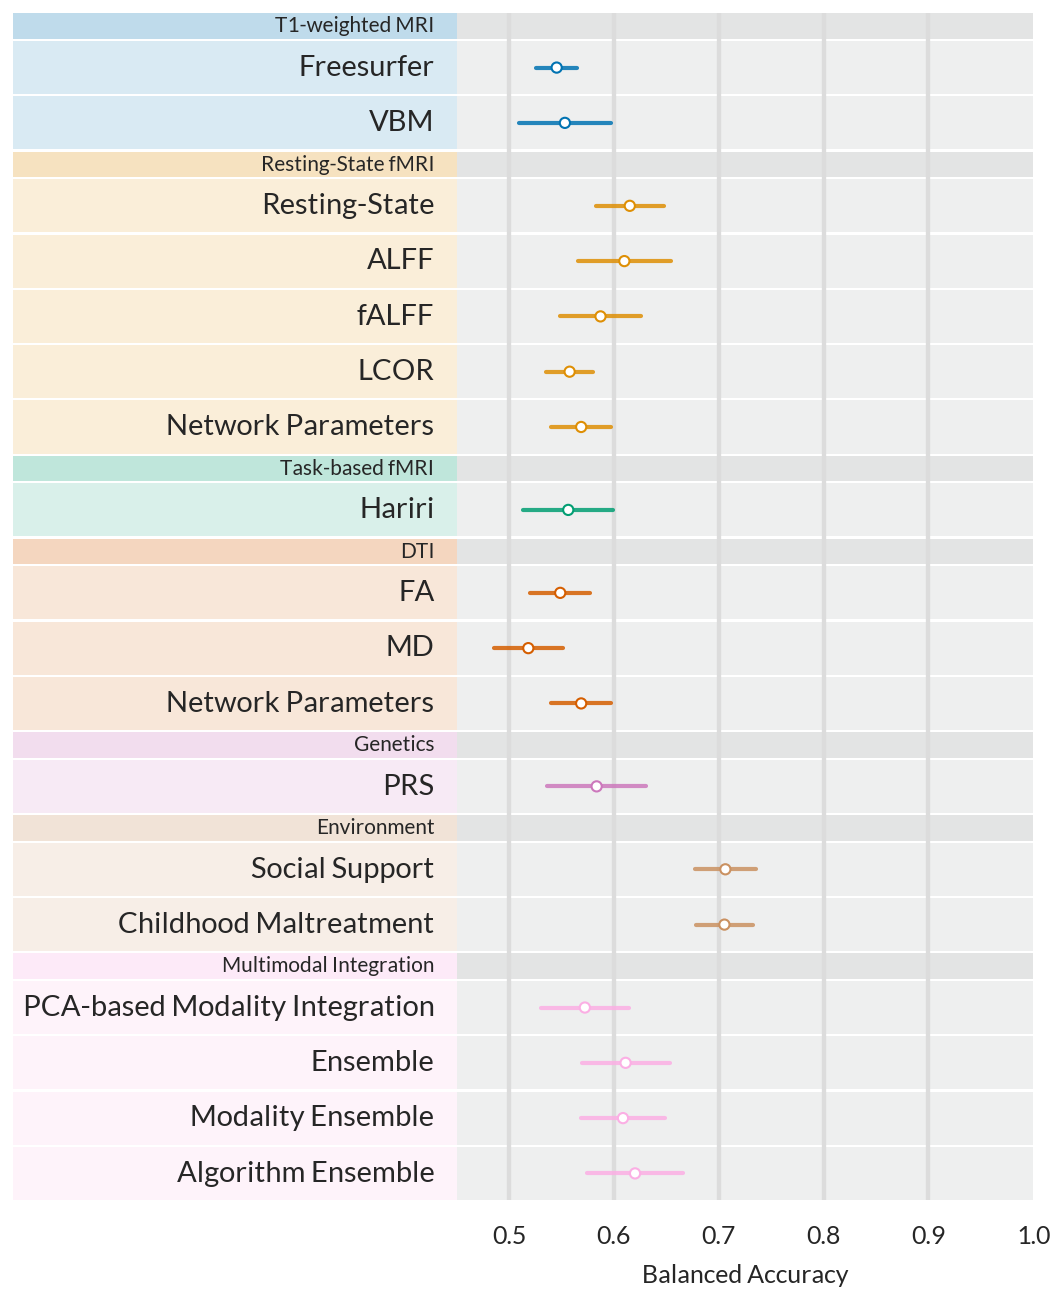 T1-weighted MRI
Freesurfer
VBM
Resting-State fMRI
Resting-State
ALFF
fALFF
LCOR
Network Parameters
Task-based fMRI
Hariri
DTI
FA
MD
Network Parameters
Genetics
PRS
Environment
Social Support
Childhood Maltreatment
Multimodal Integration
PCA-based Modality Integration
Ensemble
Modality Ensemble
Algorithm Ensemble
0.5 0.6 0.7 0.8 0.9 1.0
Balanced Accuracy